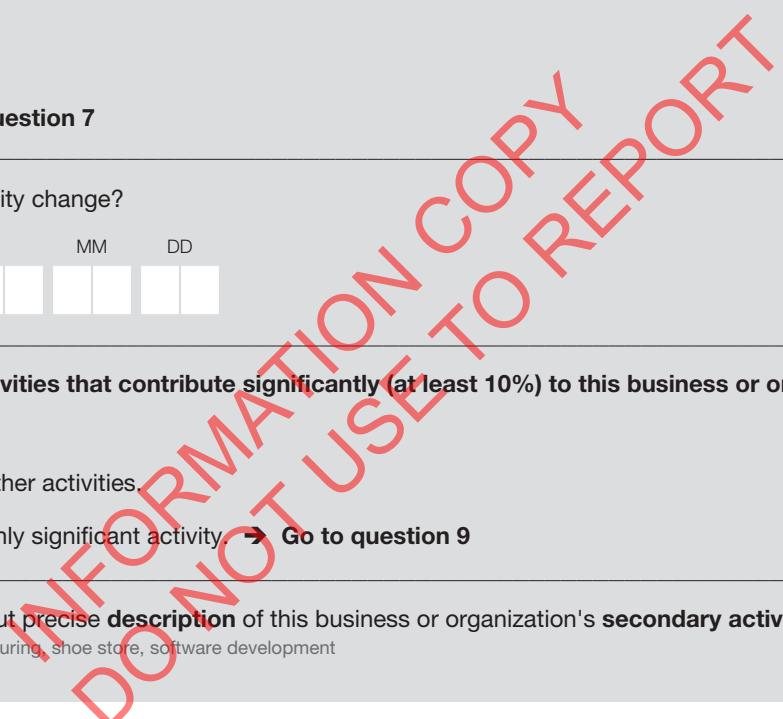 uestion 7
ity change?
MM DD
vities that contribute significantly (at least 10%) to this business or or
ther activities.
nly significant activity. ➔ Go to question 9
ut precise description of this business or organization's secondary activ
uring, shoe store, software development
INFORMATION COPY
DO NOT USE TO REPORT